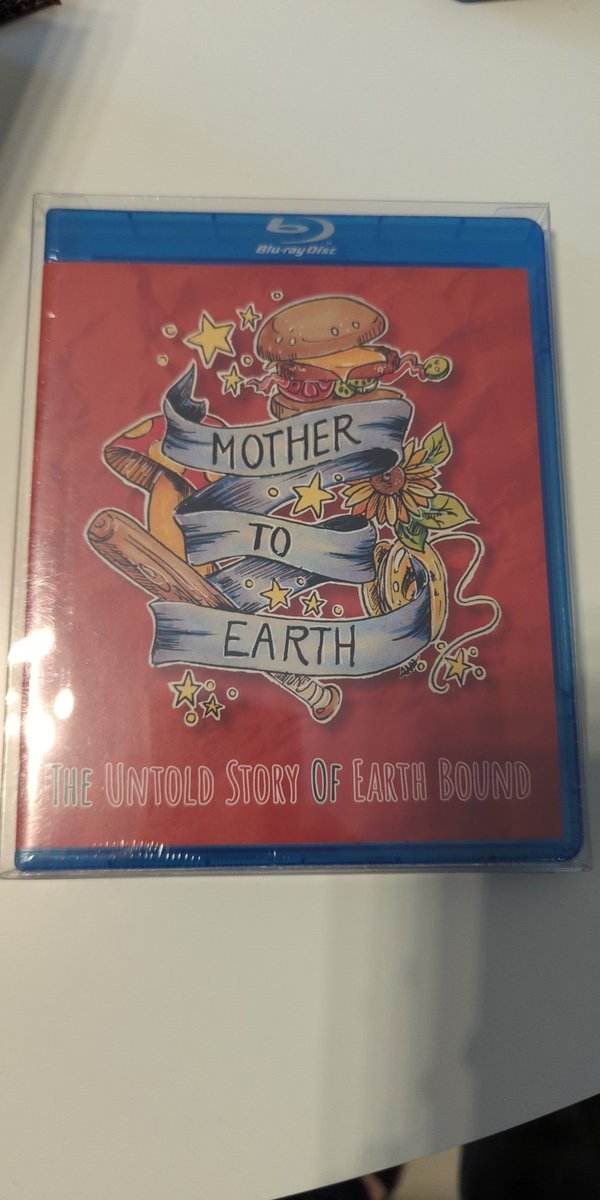 Blu-ray Disc
MOTHER
TO
EARTH
THE UNTOLD STORY OF EARTH BOUND